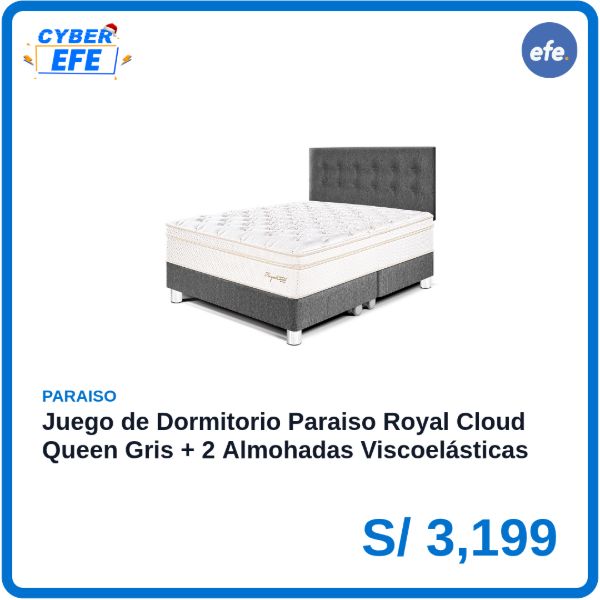 CYBER
EFE
efe.
PARAISO
Juego de Dormitorio Paraiso Royal Cloud
Queen Gris + 2 Almohadas Viscoelásticas
S/ 3,199